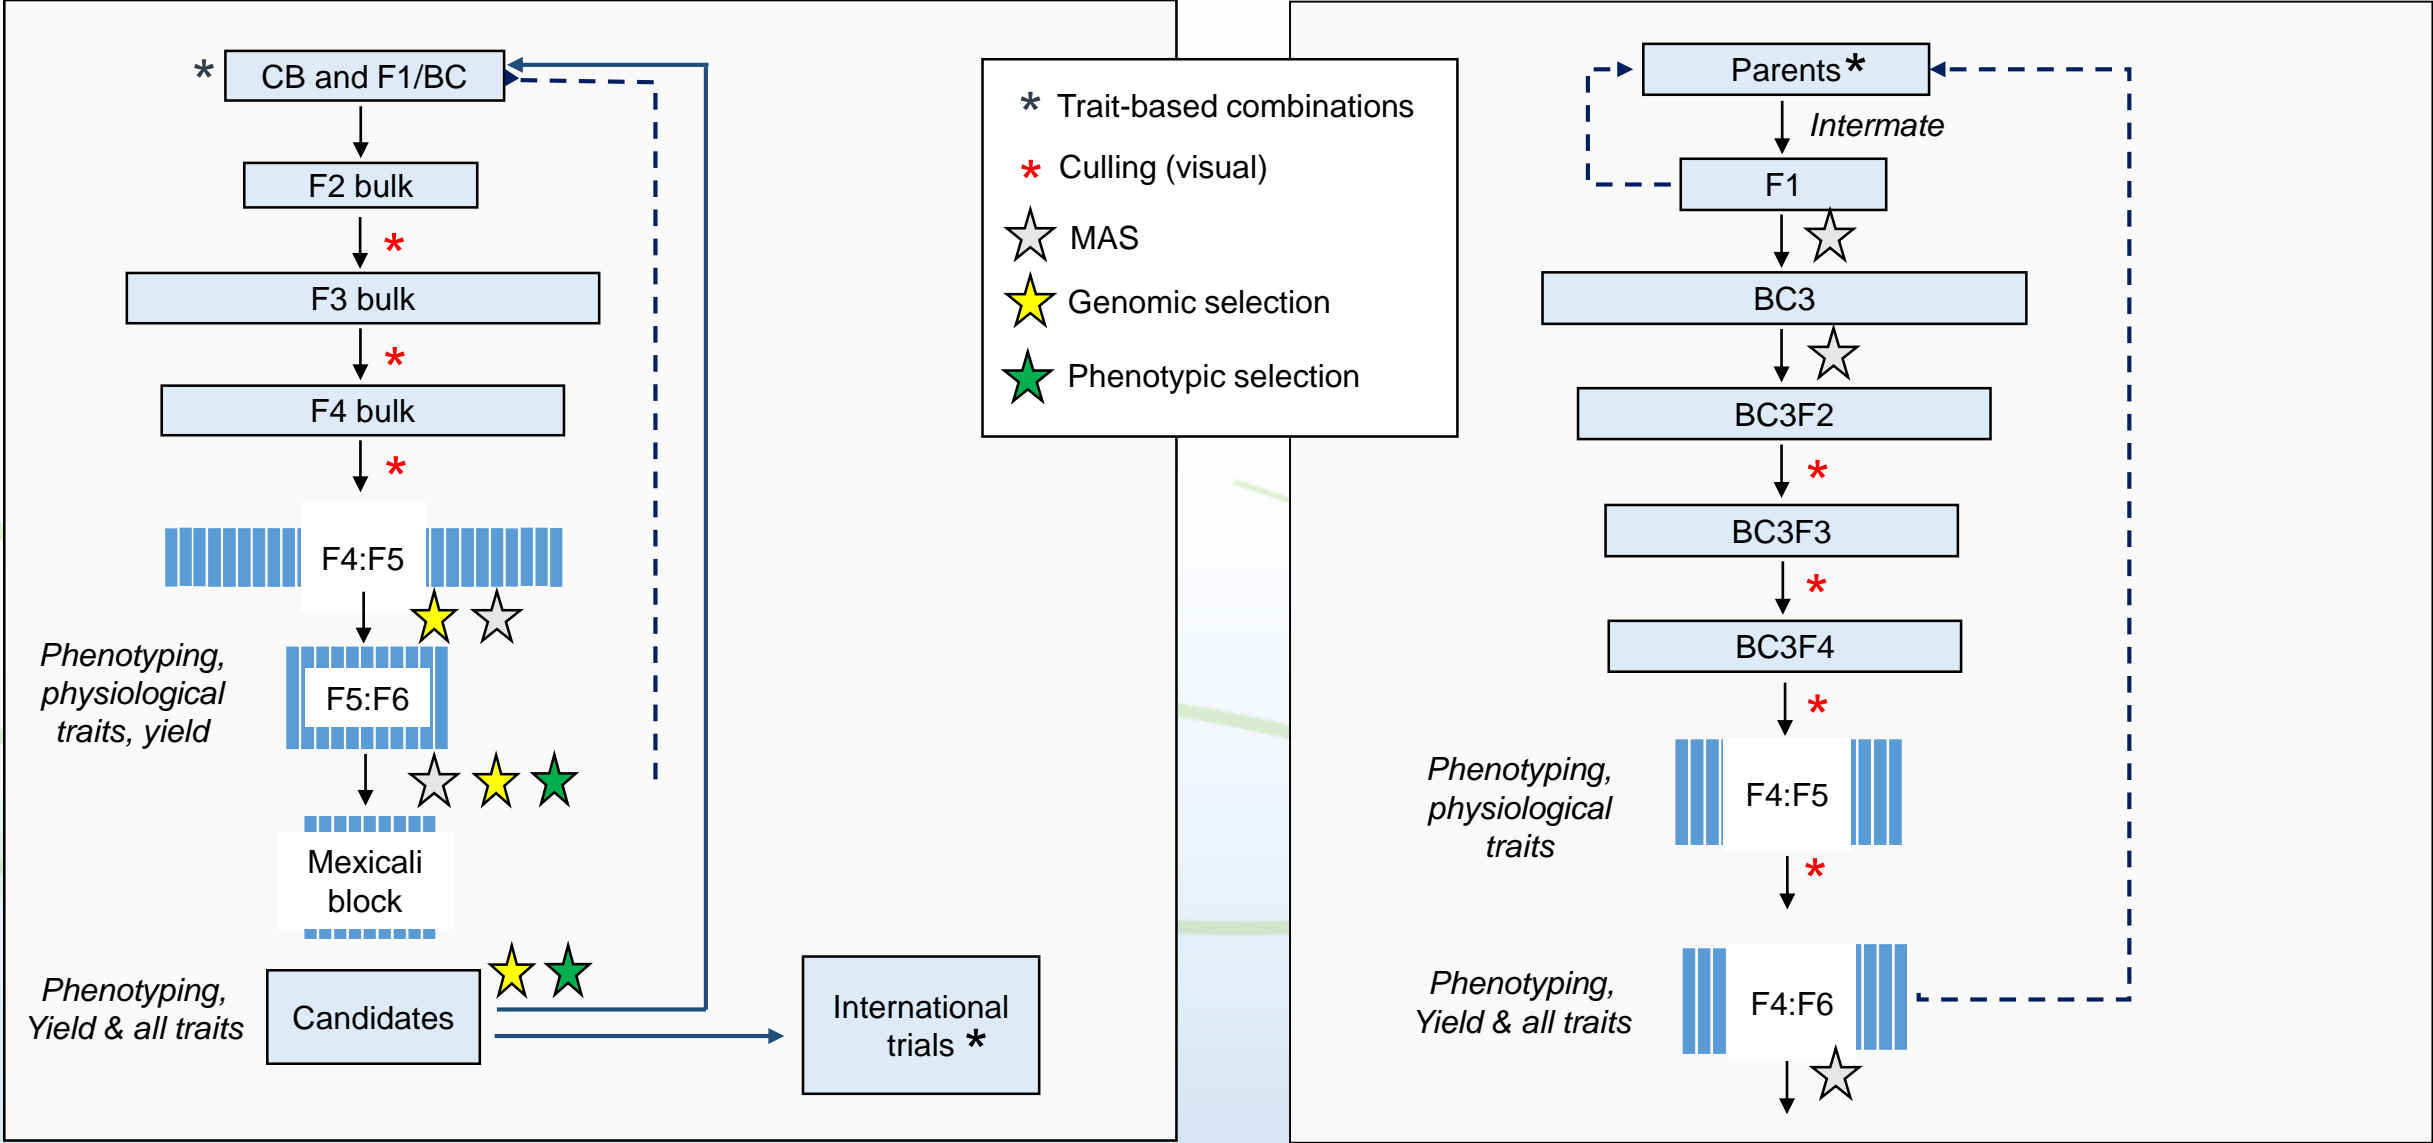 * CB and F1/BC
F2 bulk
*
F3 bulk
*
F4 bulk
*
F4:F5
Phenotyping,
physiological
traits, yield
F5:F6
Mexicali
block
Phenotyping,
Yield & all traits
Candidates
International
trials *
* Trait-based combinations
* Culling (visual)
MAS
Genomic selection
Phenotypic selection
Parents*
Intermate
F1
BC3
BC3F2
*
BC3F3
*
BC3F4
*
Phenotyping,
physiological
traits
F4:F5
*
Phenotyping,
Yield & all traits
F4:F6